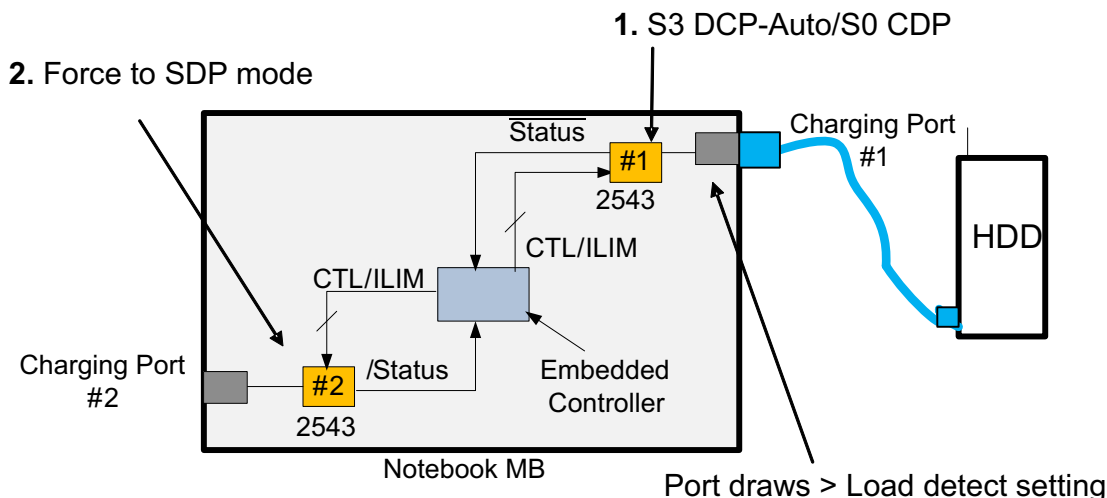 1. S3 DCP-Auto/S0 CDP
2. Force to SDP mode
Status
Charging Port
#1
#1
2543
HDD
CTL/ILIM
CTL/ILIM
Charging Port
#2
#2
/Status
2543
Embedded
Controller
Notebook MB
Port draws > Load detect setting